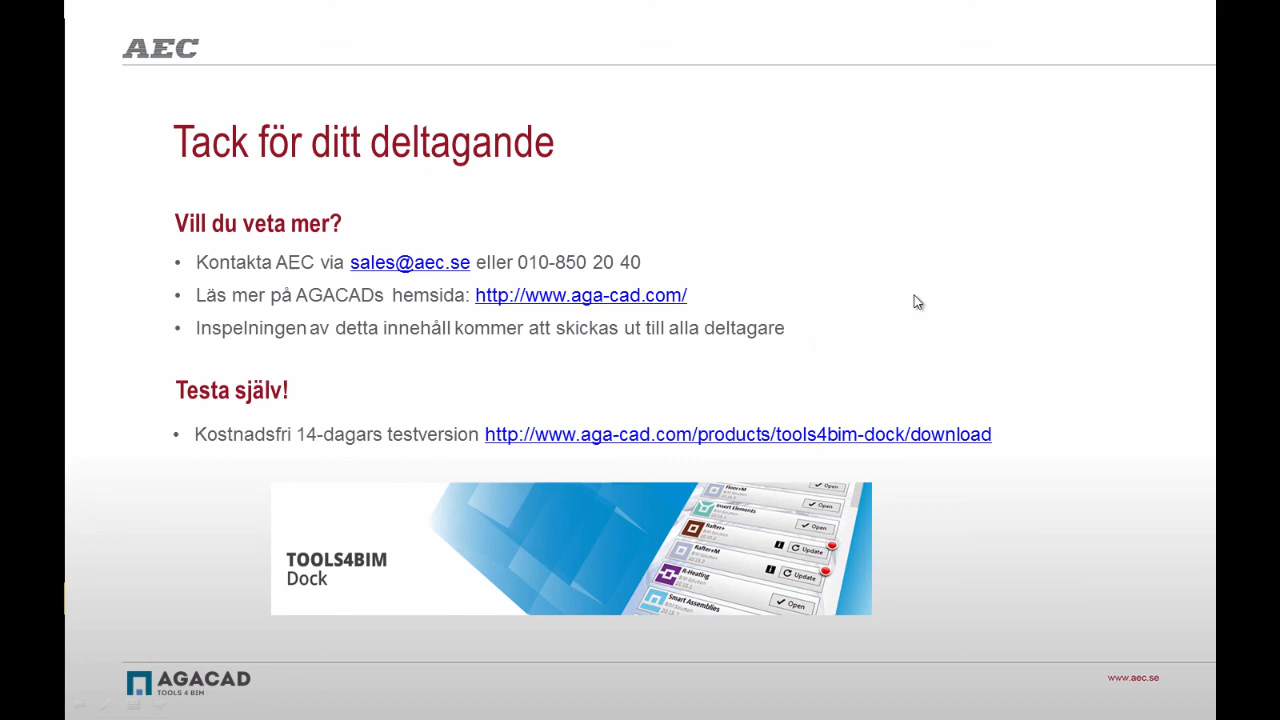 AEC
Tack för ditt deltagande
Vill du veta mer?
• Kontakta AEC via sales@aec.se eller 010-850 20 40
• Läs mer på AGACADs hemsida: http://www.aga-cad.com/
• Inspelningen av detta innehåll kommer att skickas ut till alla deltagare
Testa själv!
• Kostnadsfri 14-dagars testversion http://www.aga-cad.com/products/tools4bim-dock/download
TOOLS4BIM
Dock
Floor+M
Open
Insert Elements
Open
Rafter+
Open
Rafter+M
Update
R-Heating
Update
Smart Assemblies
Open
AGACAD
TOOLS 4 BIM
www.aec.se